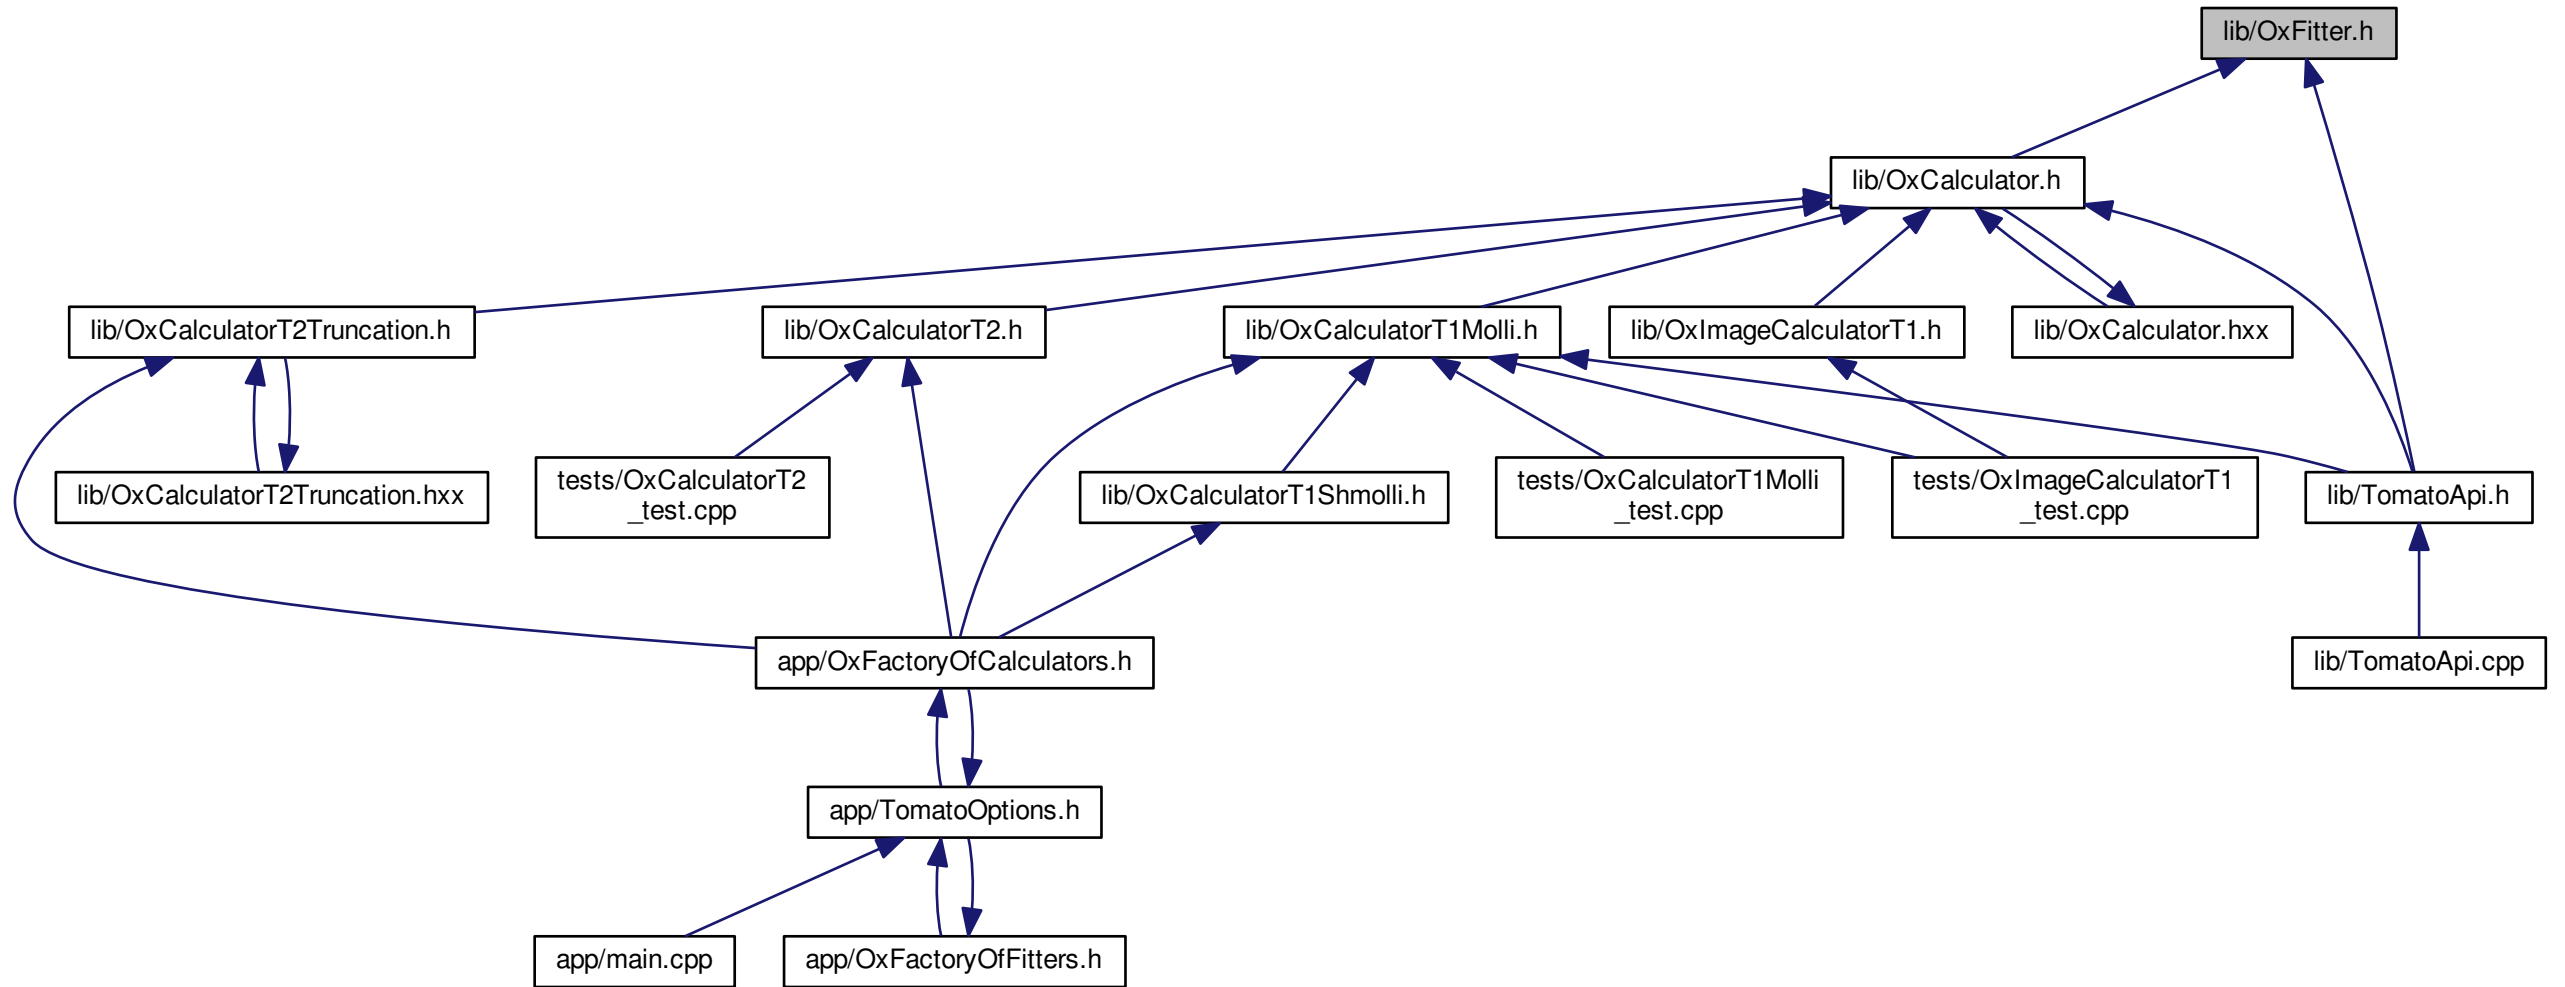 lib/OxFitter.h
lib/OxCalculator.h
lib/OxCalculatorT2Truncation.h
lib/OxCalculatorT2.h
lib/OxCalculatorT1Molli.h
lib/OxImageCalculatorT1.h
lib/OxCalculator.hxx
lib/OxCalculatorT2Truncation.hxx
tests/OxCalculatorT2
_test.cpp
lib/OxCalculatorT1Shmolli.h
tests/OxCalculatorT1Molli
_test.cpp
tests/OxImageCalculatorT1
_test.cpp
lib/TomatoApi.h
app/OxFactoryOfCalculators.h
lib/TomatoApi.cpp
app/TomatoOptions.h
app/main.cpp
app/OxFactoryOfFitters.h